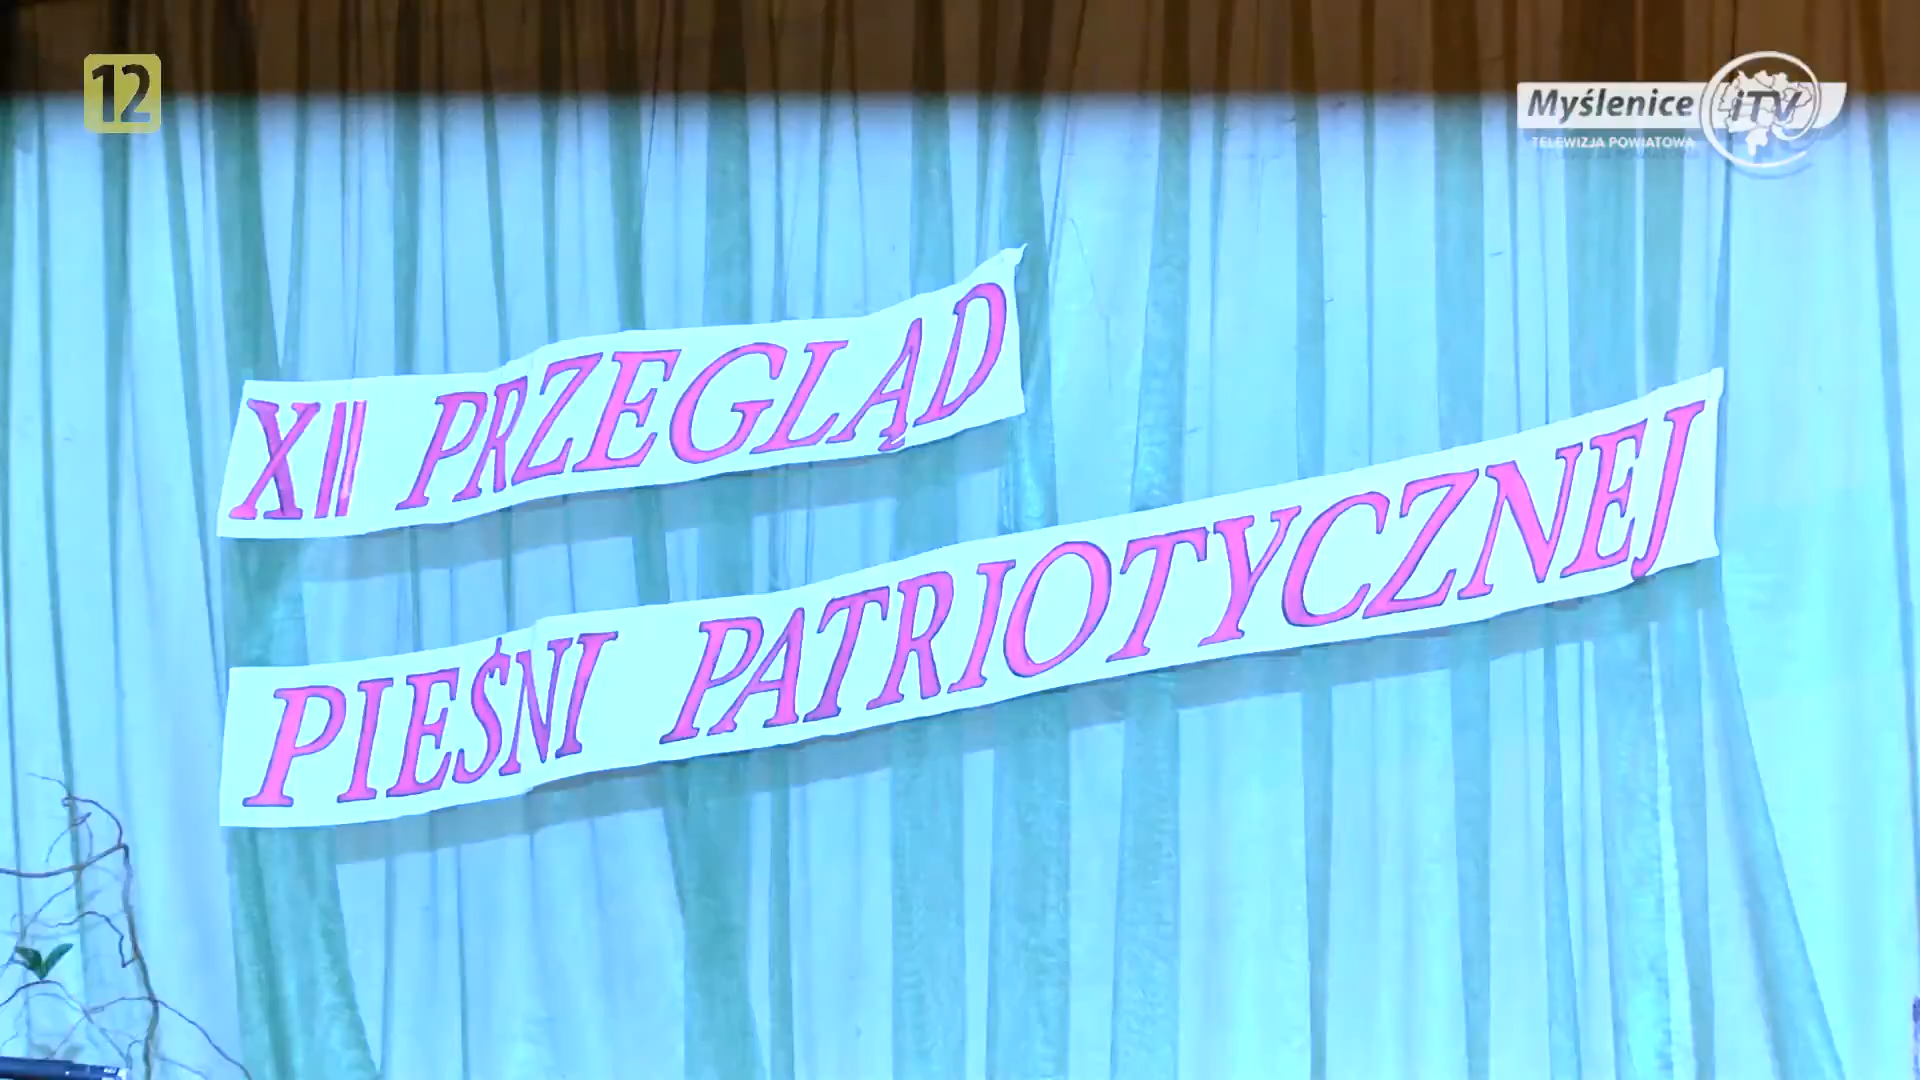 12
Myślenice iTV
TELEWIZJA POWIATOWA
XII PRZEGLĄD
PIEŚNI PATRIOTYCZNEJ